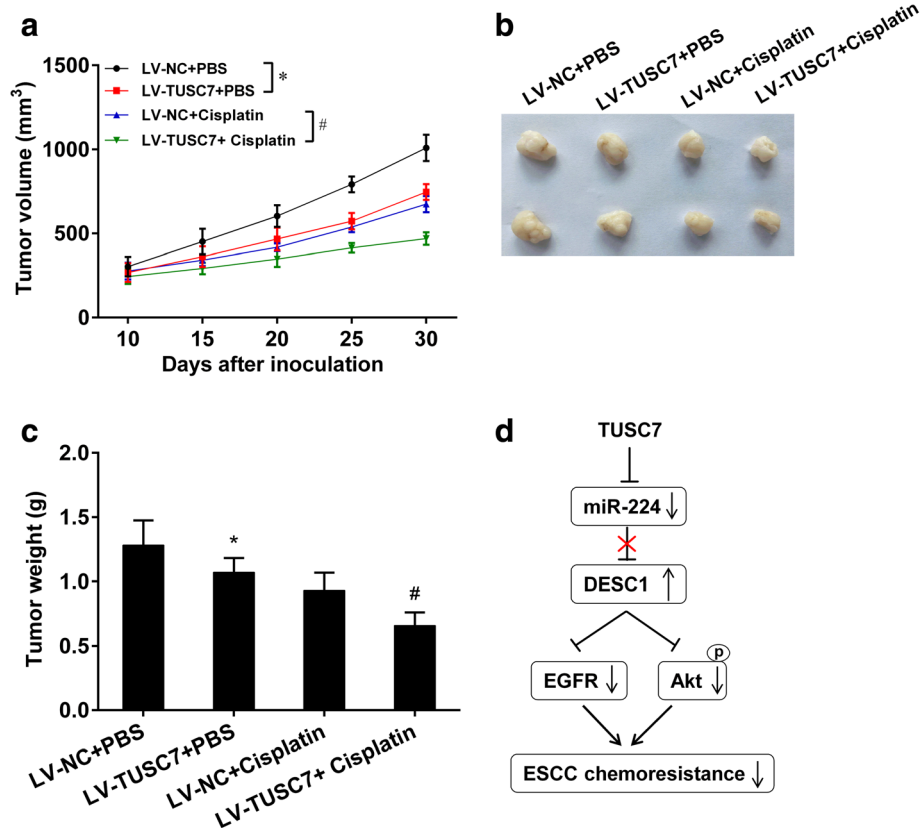 a
Tumor volume (mm³)
1500
1000
500
0
LV-NC+PBS
LV-TUSC7+PBS
*
LV-NC+Cisplatin
LV-TUSC7+ Cisplatin
#
10 15 20 25 30
Days after inoculation
b
LV-NC+PBS
LV-TUSC7+PBS
LV-NC+Cisplatin
LV-TUSC7+Cisplatin
c
Tumor weight (g)
2.0
1.5
1.0
0.5
0.0
*
#
LV-NC+PBS
LV-TUSC7+PBS
LV-NC+Cisplatin
LV-TUSC7+ Cisplatin
d
TUSC7
miR-224 ↓
DESC1 ↑
p
EGFR ↓ Akt ↓
ESCC chemoresistance ↓